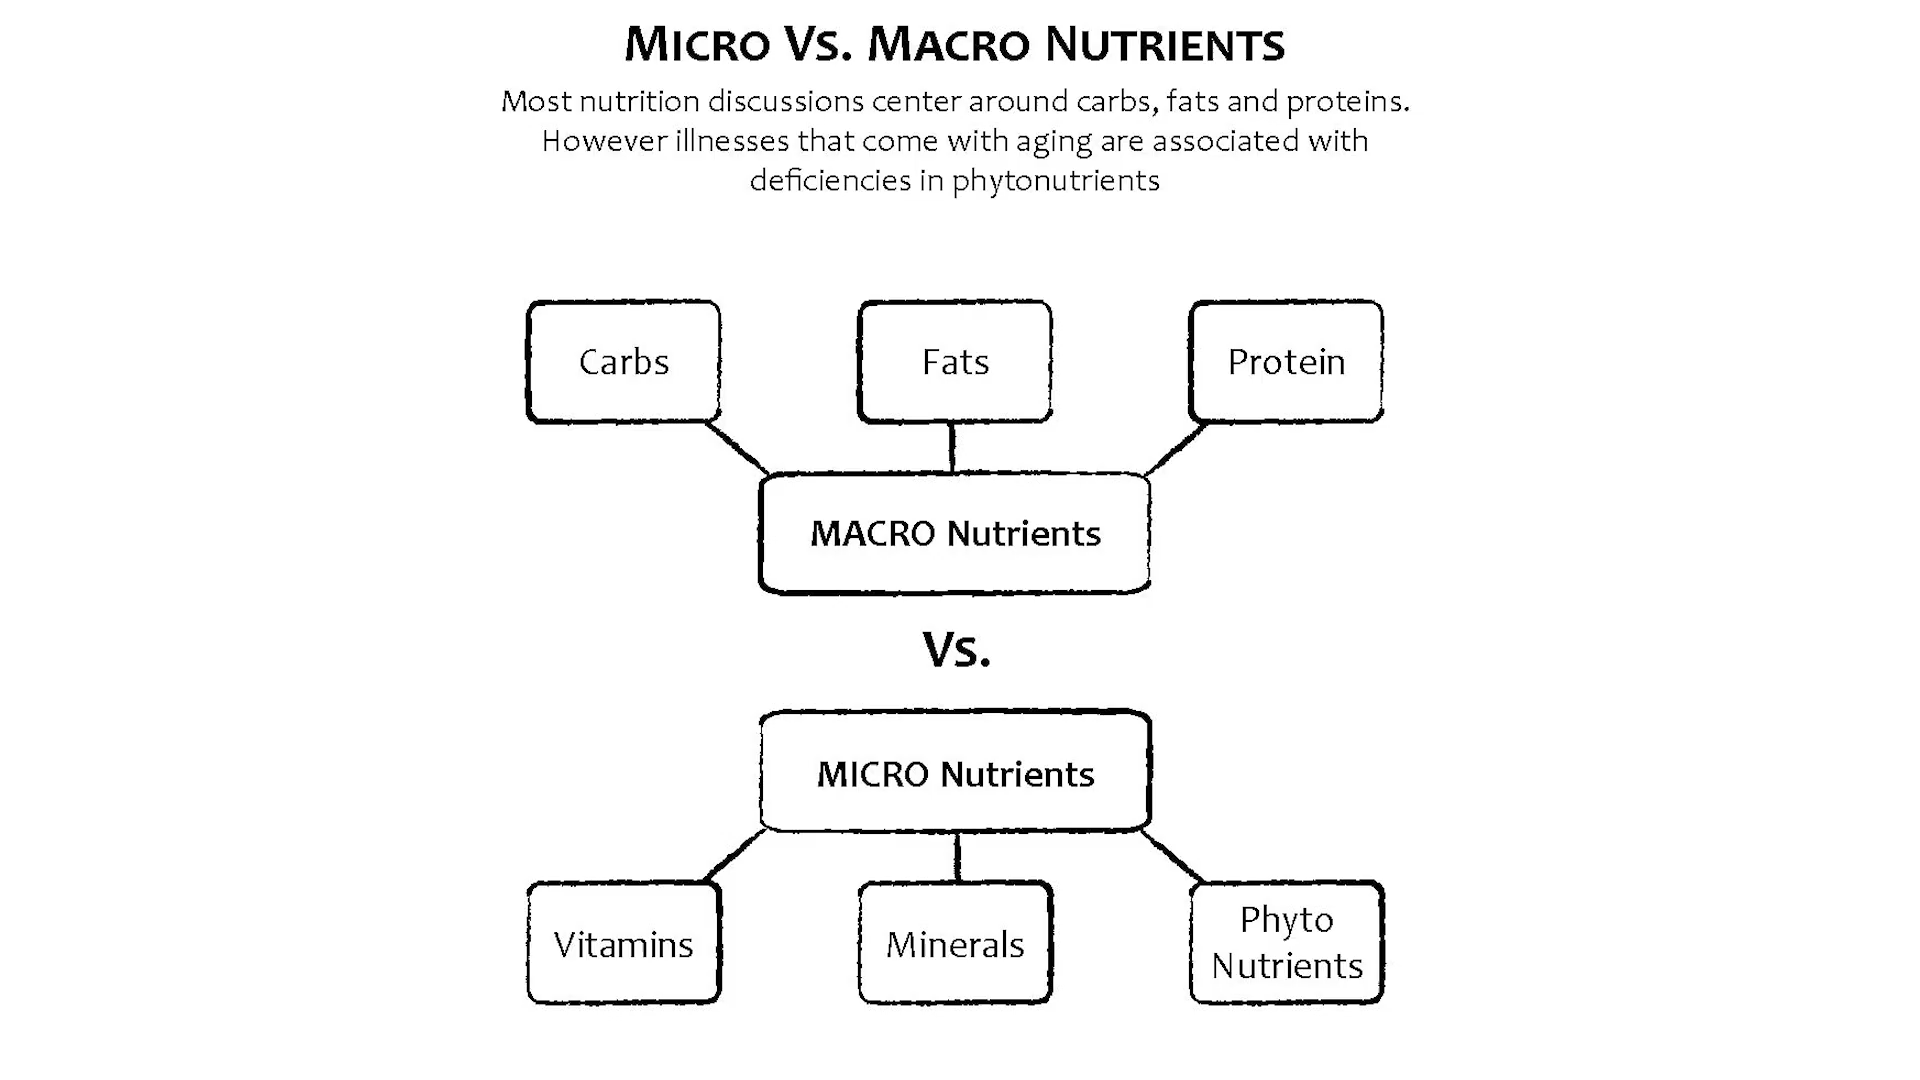 MICRO VS. MACRO NUTRIENTS
Most nutrition discussions center around carbs, fats and proteins.
However illnesses that come with aging are associated with
deficiencies in phytonutrients
Carbs
Fats
Protein
MACRO Nutrients
Vs.
MICRO Nutrients
Vitamins
Minerals
Phyto
Nutrients